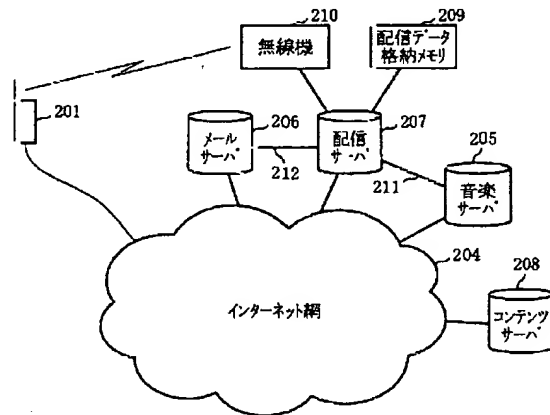 210
209
無線機
配信データ
格納メモリ
201
206
207
メール
サーバ
配信
サーバ
205
212
211
音楽
サーバ
204
208
インターネット網
コンテンツ
サーバ